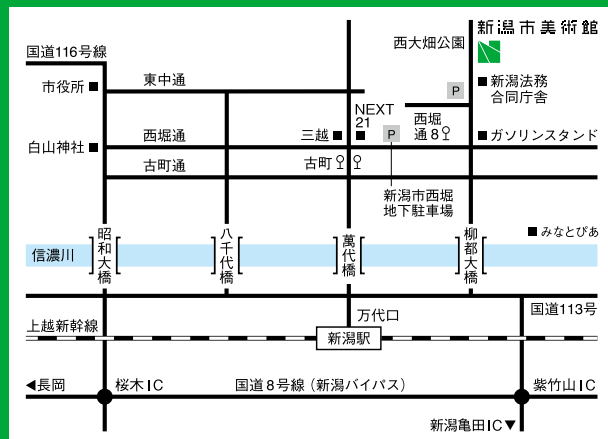 新潟市美術館
西大畑公園
国道116号線
市役所
東中通
P
新潟法務
合同庁舎
NEXT
21
P
西堀
通8
白山神社
西堀通
三越
ガソリンスタンド
古町通
古町
新潟市西堀
地下駐車場
昭和大橋
八千代橋
萬代橋
柳都大橋
みなとぴあ
信濃川
国道113号
万代口
上越新幹線
新潟駅
◀長岡
桜木IC
国道8号線(新潟バイパス)
紫竹山IC
新潟亀田IC▼